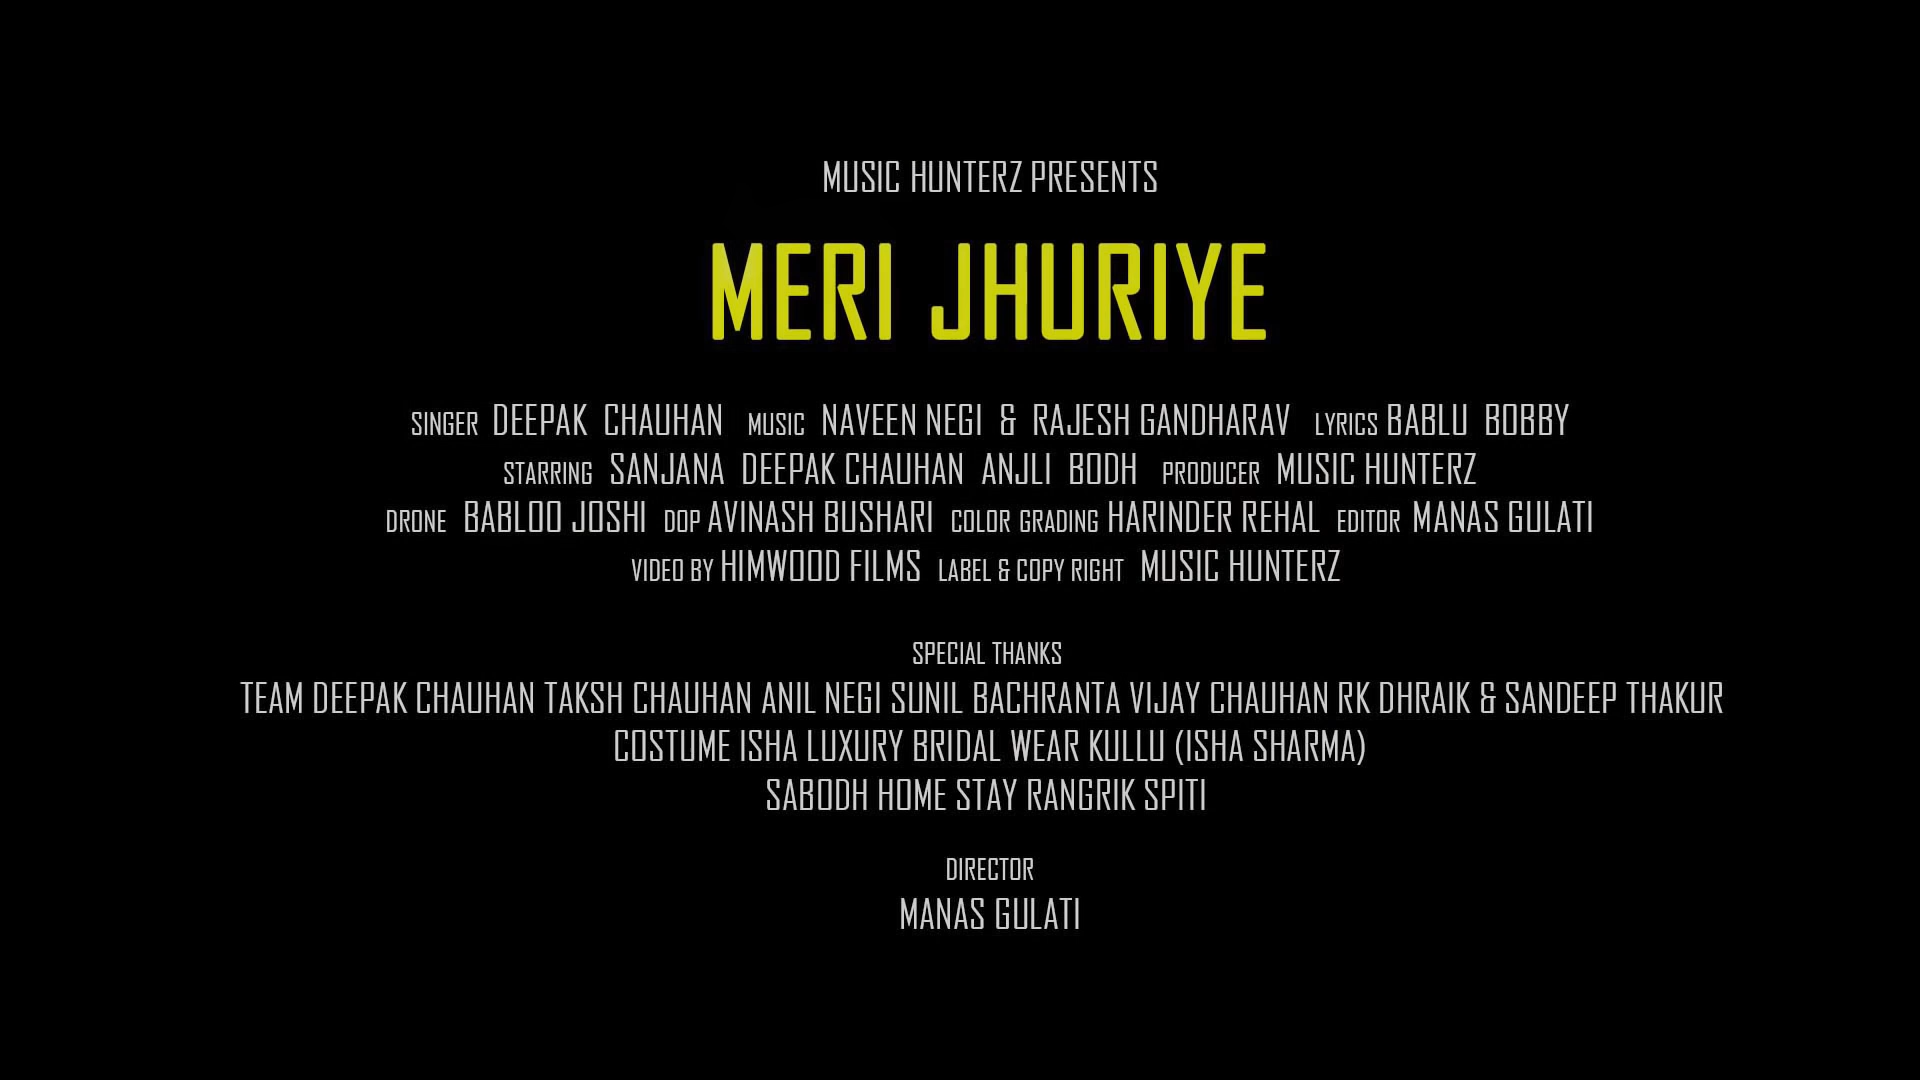 MUSIC HUNTERZ PRESENTS
MERI JHURIYE
SINGER DEEPAK CHAUHAN MUSIC NAVEEN NEGI & RAJESH GANDHARAV LYRICS BABLU BOBBY
STARRING SANJANA DEEPAK CHAUHAN ANJLI BODH PRODUCER MUSIC HUNTERZ
DRONE BABLOO JOSHI DOP AVINASH BUSHARI COLOR GRADING HARINDER REHAL EDITOR MANAS GULATI
VIDEO BY HIMWOOD FILMS LABEL & COPY RIGHT MUSIC HUNTERZ
SPECIAL THANKS
TEAM DEEPAK CHAUHAN TAKSH CHAUHAN ANIL NEGI SUNIL BACHRANTA VIJAY CHAUHAN RK DHRAIK & SANDEEP THAKUR
COSTUME ISHA LUXURY BRIDAL WEAR KULLU (ISHA SHARMA)
SABODH HOME STAY RANGRIK SPITI
DIRECTOR
MANAS GULATI